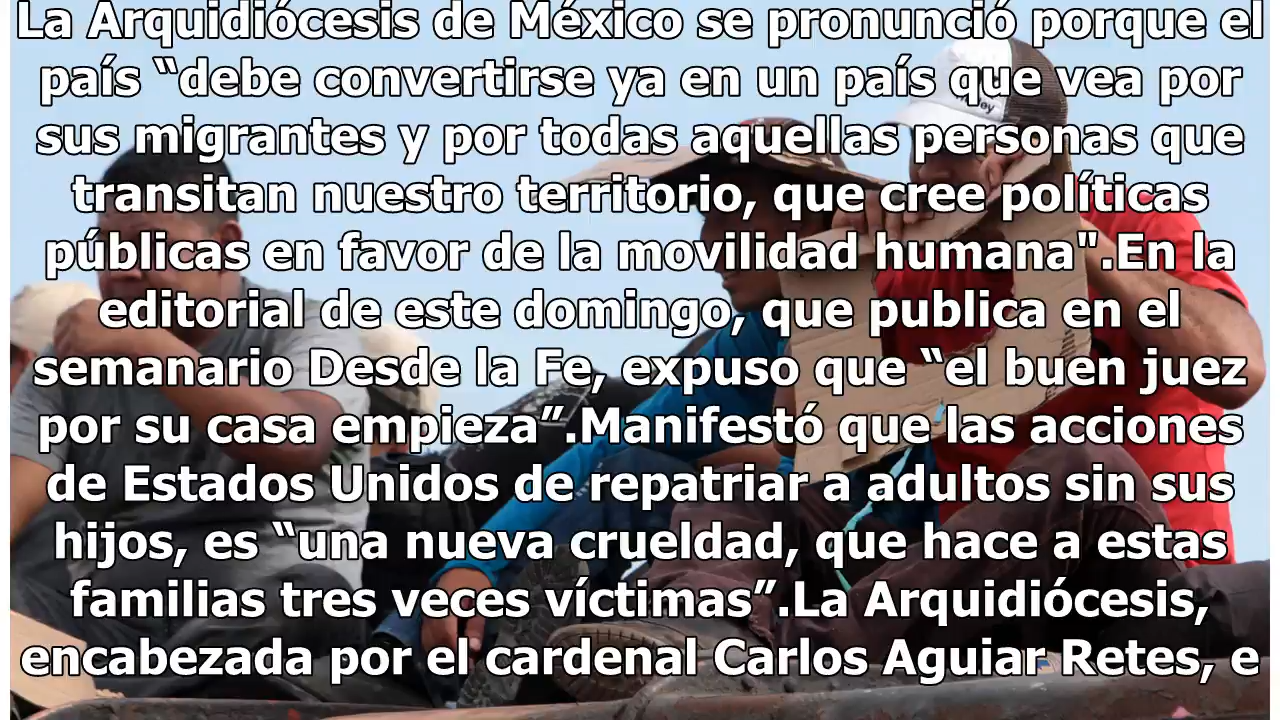 La Arquidiócesis de México se pronunció porque el
país “debe convertirse ya en un país que vea por
sus migrantes y por todas aquellas personas que
transitan nuestro territorio, que cree políticas
públicas en favor de la movilidad humana".En la
editorial de este domingo, que publica en el
semanario Desde la Fe, expuso que “el buen juez
por su casa empieza”.Manifestó que las acciones
de Estados Unidos de repatriar a adultos sin sus
hijos, es “una nueva crueldad, que hace a estas
familias tres veces víctimas”.La Arquidiócesis,
encabezada por el cardenal Carlos Aguiar Retes, e